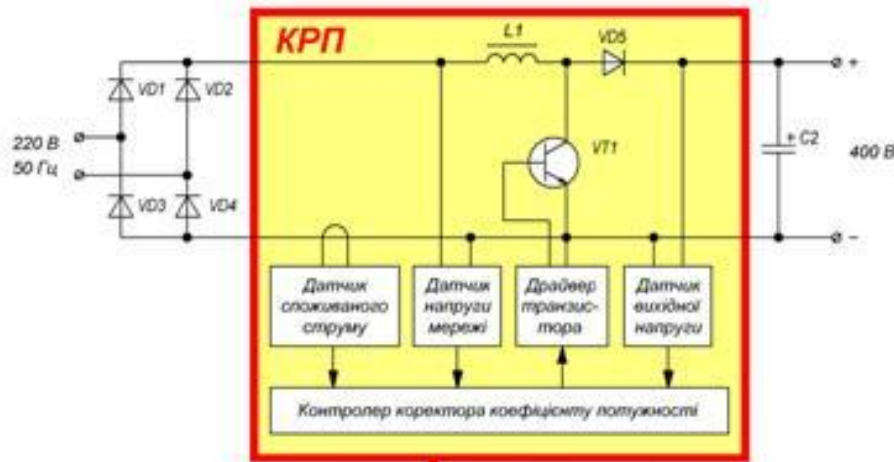 КРП
L1
VD5
VD1
VD2
220 В
50 Гц
VT1
+ C2
400 В
+
VD3
VD4
–
Датчик
споживаного
струму
Датчик
напруги
мережі
Драйвер
транзис-
тора
Датчик
вихідної
напруги
Контролер коректора коефіцієнту потужності